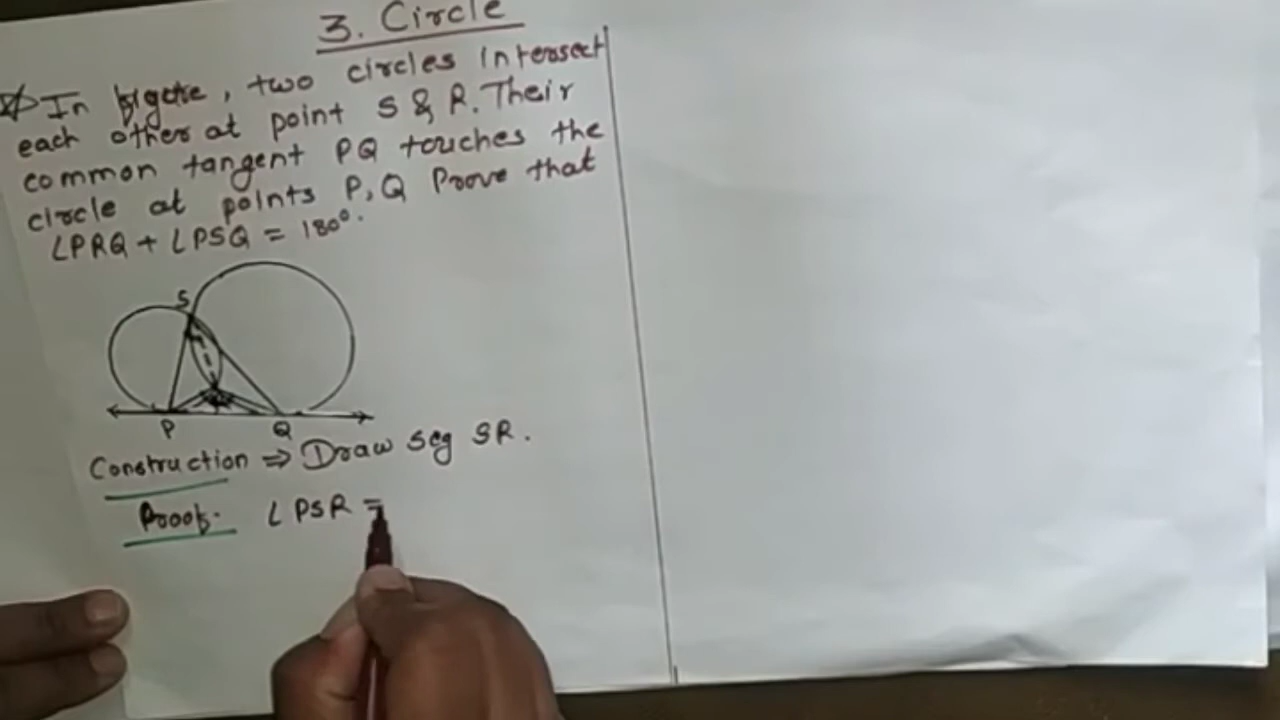 3. Circle
In figure, two circles intersect
each other at point S & R. Their
common tangent PQ touches the
circle at points P, Q Prove that
∠PRQ + ∠PSQ = 180°.
S
P Q
Construction ⇒ Draw seg SR.
Proof. ∠PSR =